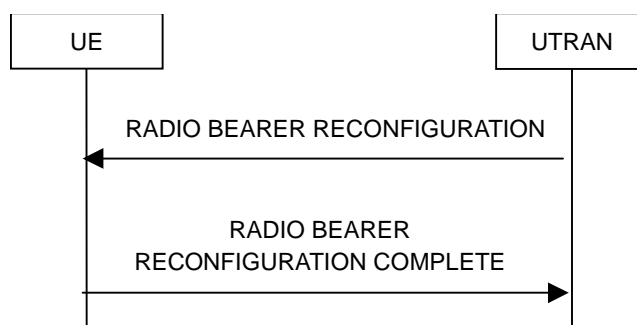 UE
UTRAN
RADIO BEARER RECONFIGURATION
RADIO BEARER
RECONFIGURATION COMPLETE